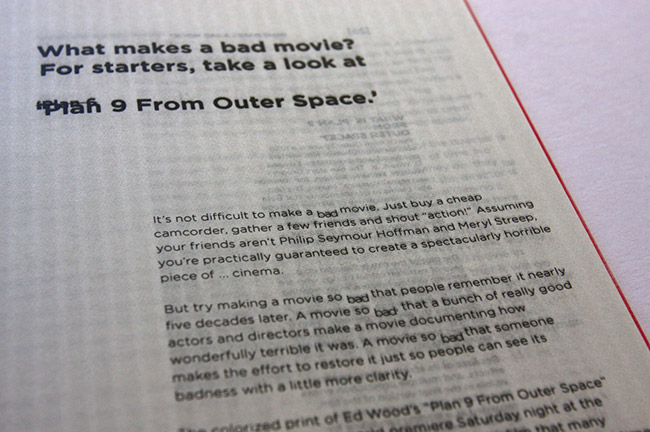 What makes a bad movie?
For starters, take a look at
"Plan 9 From Outer Space.'
It's not difficult to make a bad movie. Just buy a cheap
camcorder, gather a few friends and shout "action!" Assuming
your friends aren't Philip Seymour Hoffman and Meryl Streep,
you're practically guaranteed to create a spectacularly horrible
piece of ... cinema.
But try making a movie so bad that people remember it nearly
five decades later. A movie so bad that a bunch of really good
actors and directors make a movie documenting how
wonderfully terrible it was. A movie so bad that someone
makes the effort to restore it just so people can see its
badness with a little more clarity.
The colorized print of Ed Wood's "Plan 9 From Outer Space"
premiere Saturday night at the
that many